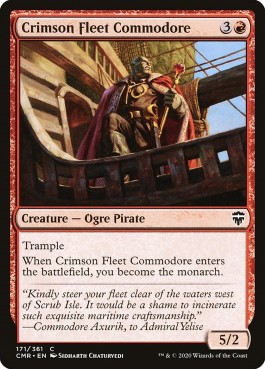 Crimson Fleet Commodore 3
Creature — Ogre Pirate
Trample
When Crimson Fleet Commodore enters
the battlefield, you become the monarch.
"Kindly steer your fleet clear of the waters west
of Scrub Isle. It would be a shame to incinerate
such exquisite maritime craftsmanship."
—Commodore Axurik, to Admiral Yelise
5/2
171/361 C
CMR • EN SIDHARTH CHATURVEDI
™ & © 2020 Wizards of the Coast